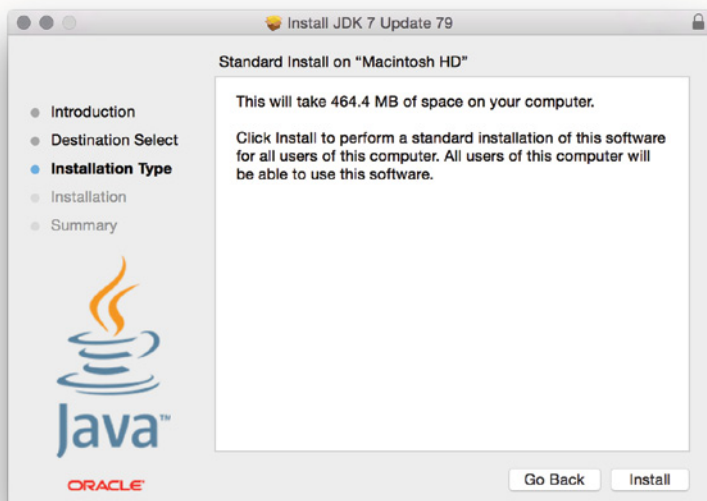 Install JDK 7 Update 79
Standard Install on “Macintosh HD”
Introduction
Destination Select
Installation Type
Installation
Summary
This will take 464.4 MB of space on your computer.
Click Install to perform a standard installation of this software
for all users of this computer. All users of this computer will
be able to use this software.
Java™
ORACLE®
Go Back
Install